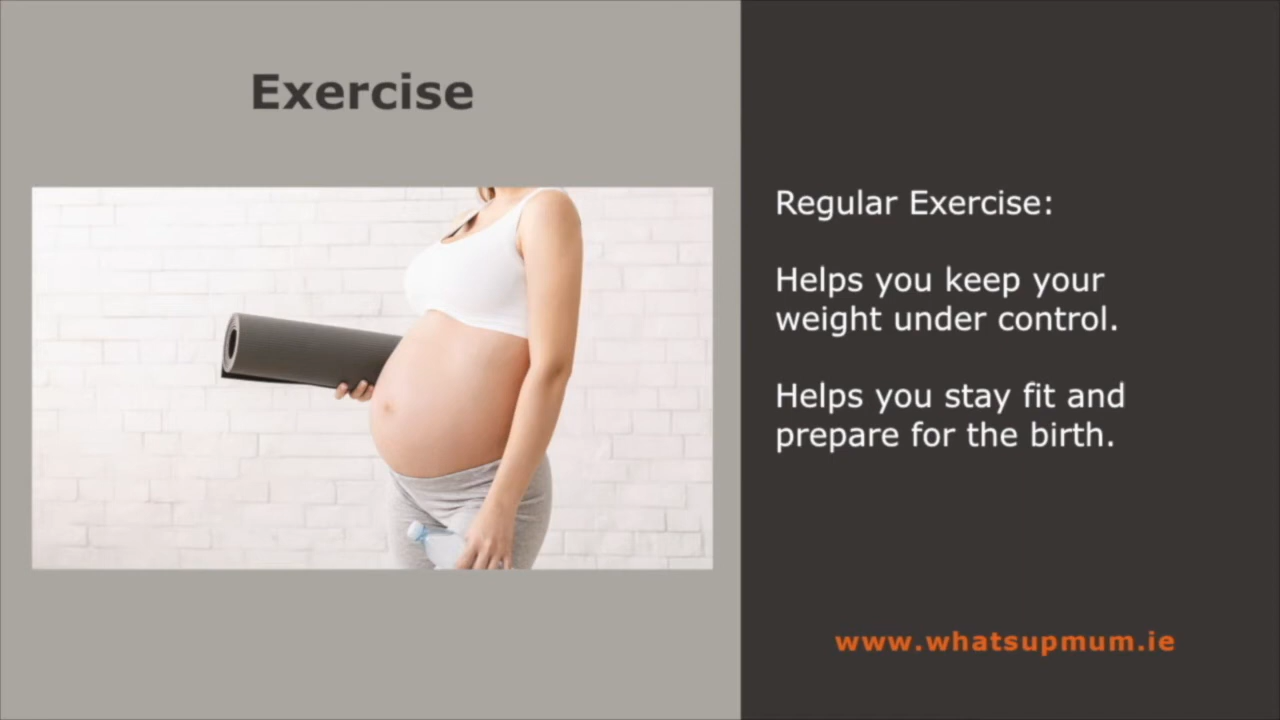 Exercise
Regular Exercise:
Helps you keep your
weight under control.
Helps you stay fit and
prepare for the birth.
www.whatsupmum.ie